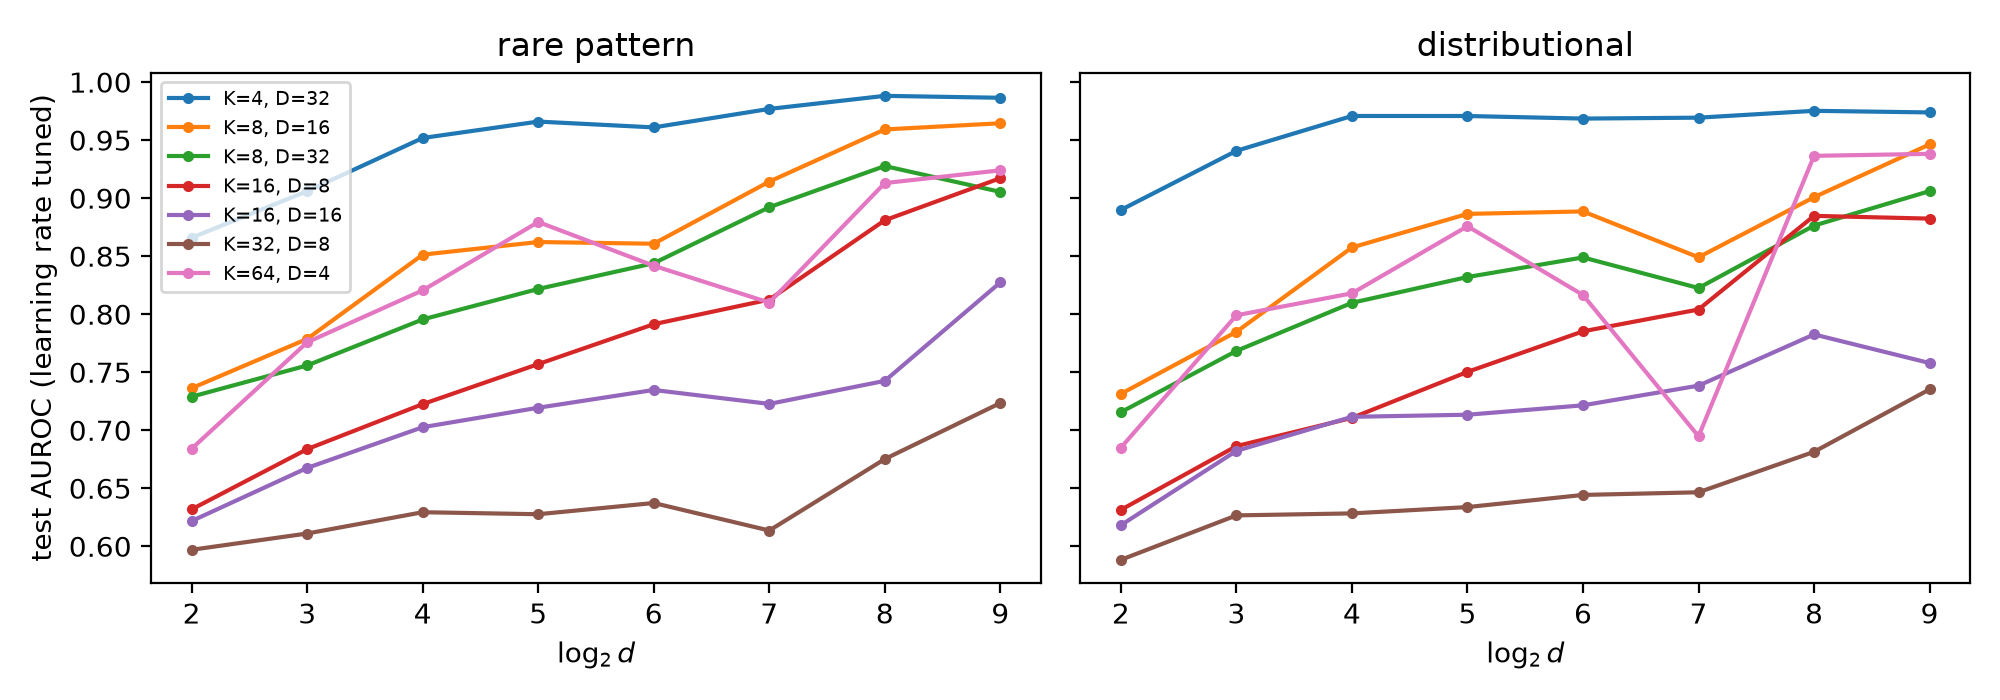 rare pattern
distributional
test AUROC (learning rate tuned)
1.00
0.95
0.90
0.85
0.80
0.75
0.70
0.65
0.60
K=4, D=32
K=8, D=16
K=8, D=32
K=16, D=8
K=16, D=16
K=32, D=8
K=64, D=4
2 3 4 5 6 7 8 9
2 3 4 5 6 7 8 9
log₂ d
log₂ d